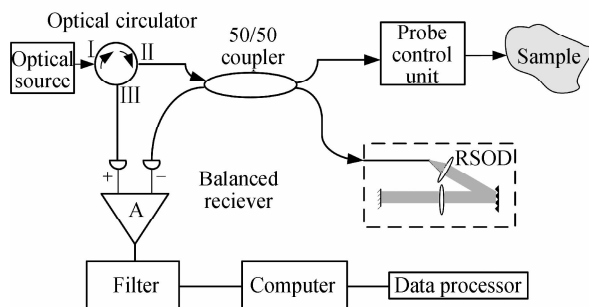 Optical circulator
Optical
source
I
II
III
50/50
coupler
Probe
control
unit
Sample
RSOD
+
−
A
Balanced
reciever
Filter
Computer
Data processor